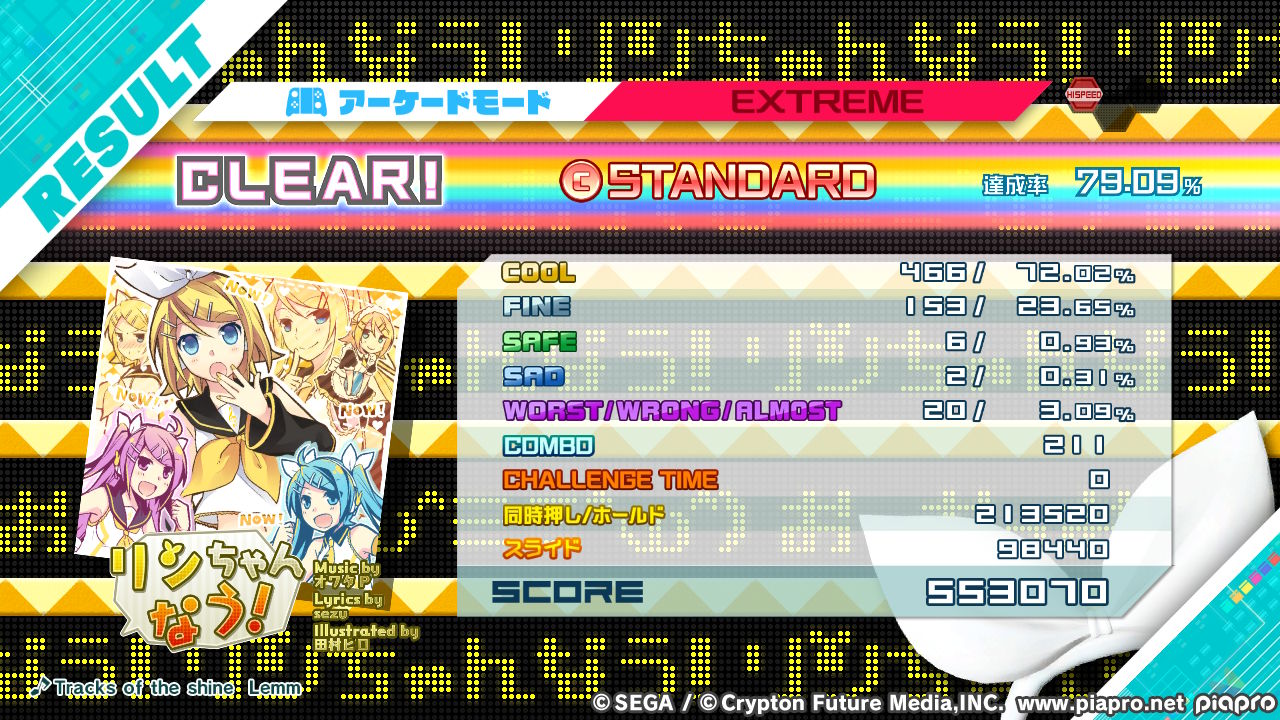 RESULT
アーケードモード
EXTREME
HISPEED
CLEAR!
C STANDARD
達成率 79.09%
COOL 466/ 72.02%
FINE 153/ 23.65%
SAFE 6/ 0.93%
SAD 2/ 0.31%
WORST/WRONG/ALMOST 20/ 3.09%
COMBO 211
CHALLENGE TIME 0
同時押し/ホールド 213520
スライド 98440
SCORE 553070
NOW!
NOW!
NOW!
NOW!
リンちゃん
なう!
Music by
オワタP
Lyrics by
sezu
Illustrated by
田村ヒロ
♪ Tracks of the shine Lemm
© SEGA / © Crypton Future Media,INC. www.piapro.net piapro